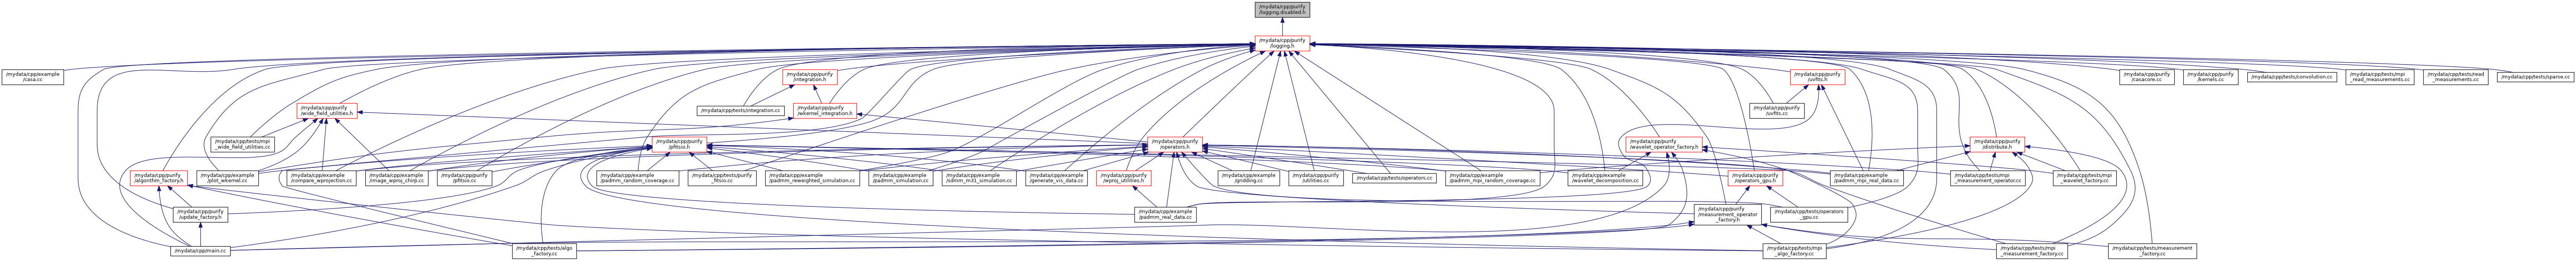 /mydata/cpp/purify
/logging.disabled.h
/mydata/cpp/purify
/logging.h
/mydata/cpp/example
/casa.cc
/mydata/cpp/purify
/integration.h
/mydata/cpp/purify
/uvfits.h
/mydata/cpp/purify
/casacore.cc
/mydata/cpp/purify
/kernels.cc
/mydata/cpp/tests/convolution.cc
/mydata/cpp/tests/mpi
_read_measurements.cc
/mydata/cpp/tests/read
_measurements.cc
/mydata/cpp/tests/sparse.cc
/mydata/cpp/purify
/wide_field_utilities.h
/mydata/cpp/tests/integration.cc
/mydata/cpp/purify
/wkernel_integration.h
/mydata/cpp/purify
/uvfits.cc
/mydata/cpp/tests/mpi
_wide_field_utilities.cc
/mydata/cpp/purify
/pfitsio.h
/mydata/cpp/purify
/operators.h
/mydata/cpp/purify
/wavelet_operator_factory.h
/mydata/cpp/purify
/distribute.h
/mydata/cpp/purify
/algorithm_factory.h
/mydata/cpp/example
/plot_wkernel.cc
/mydata/cpp/example
/compare_wprojection.cc
/mydata/cpp/example
/image_wproj_chirp.cc
/mydata/cpp/purify
/pfitsio.cc
/mydata/cpp/example
/padmm_random_coverage.cc
/mydata/cpp/tests/purify
_fitsio.cc
/mydata/cpp/example
/padmm_reweighted_simulation.cc
/mydata/cpp/example
/padmm_simulation.cc
/mydata/cpp/example
/sdmm_m31_simulation.cc
/mydata/cpp/example
/generate_vis_data.cc
/mydata/cpp/purify
/wproj_utilities.h
/mydata/cpp/example
/gridding.cc
/mydata/cpp/purify
/utilities.cc
/mydata/cpp/tests/operators.cc
/mydata/cpp/example
/padmm_mpi_random_coverage.cc
/mydata/cpp/example
/wavelet_decomposition.cc
/mydata/cpp/purify
/operators_gpu.h
/mydata/cpp/example
/padmm_mpi_real_data.cc
/mydata/cpp/tests/mpi
_measurement_operator.cc
/mydata/cpp/tests/mpi
_wavelet_factory.cc
/mydata/cpp/purify
/update_factory.h
/mydata/cpp/example
/padmm_real_data.cc
/mydata/cpp/purify
/measurement_operator
_factory.h
/mydata/cpp/tests/operators
_gpu.cc
/mydata/cpp/main.cc
/mydata/cpp/tests/algo
_factory.cc
/mydata/cpp/tests/mpi
_algo_factory.cc
/mydata/cpp/tests/mpi
_measurement_factory.cc
/mydata/cpp/tests/measurement
_factory.cc